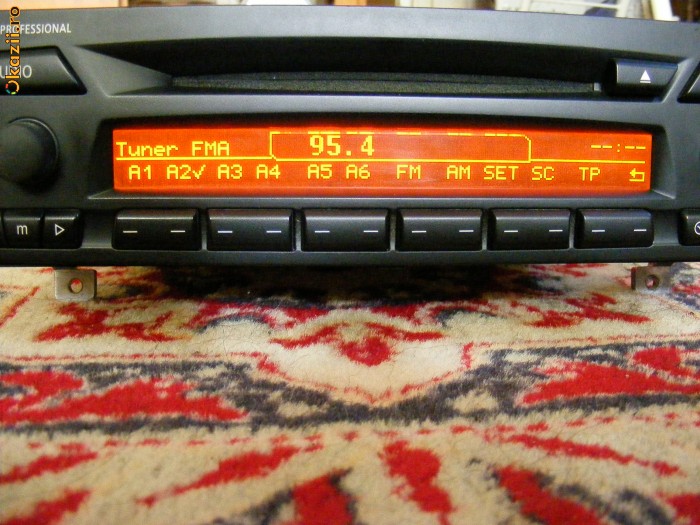 PROFESSIONAL
Okazii.ro
Tuner FMA 95.4 --:--
A1 A2√ A3 A4 A5 A6 FM AM SET SC TP
m